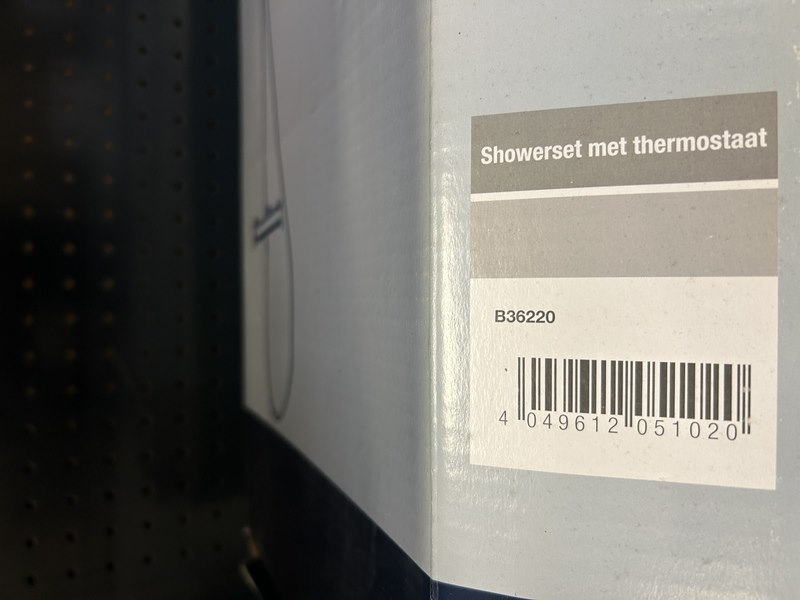 Showerset met thermostaat
B36220
4 049612 051020